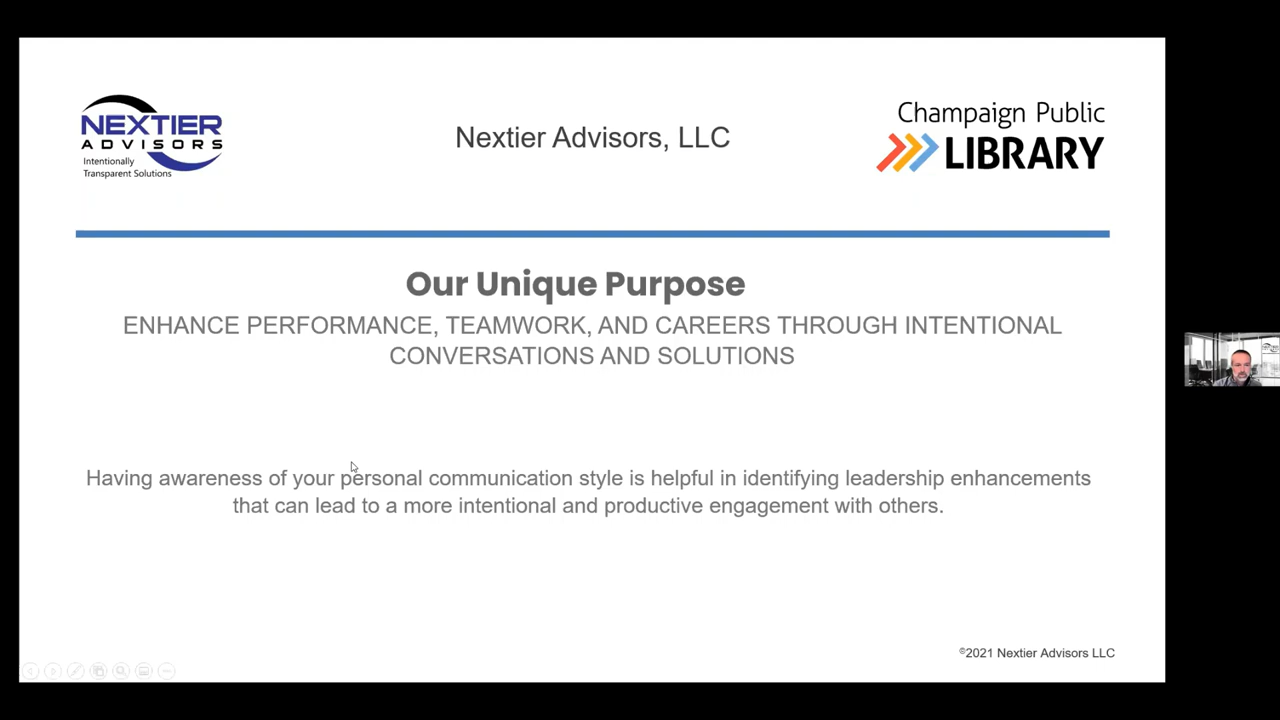 NEXTIER
ADVISORS
Intentionally
Transparent Solutions
Nextier Advisors, LLC
Champaign Public
LIBRARY
Our Unique Purpose
ENHANCE PERFORMANCE, TEAMWORK, AND CAREERS THROUGH INTENTIONAL
CONVERSATIONS AND SOLUTIONS
Having awareness of your personal communication style is helpful in identifying leadership enhancements
that can lead to a more intentional and productive engagement with others.
©2021 Nextier Advisors LLC